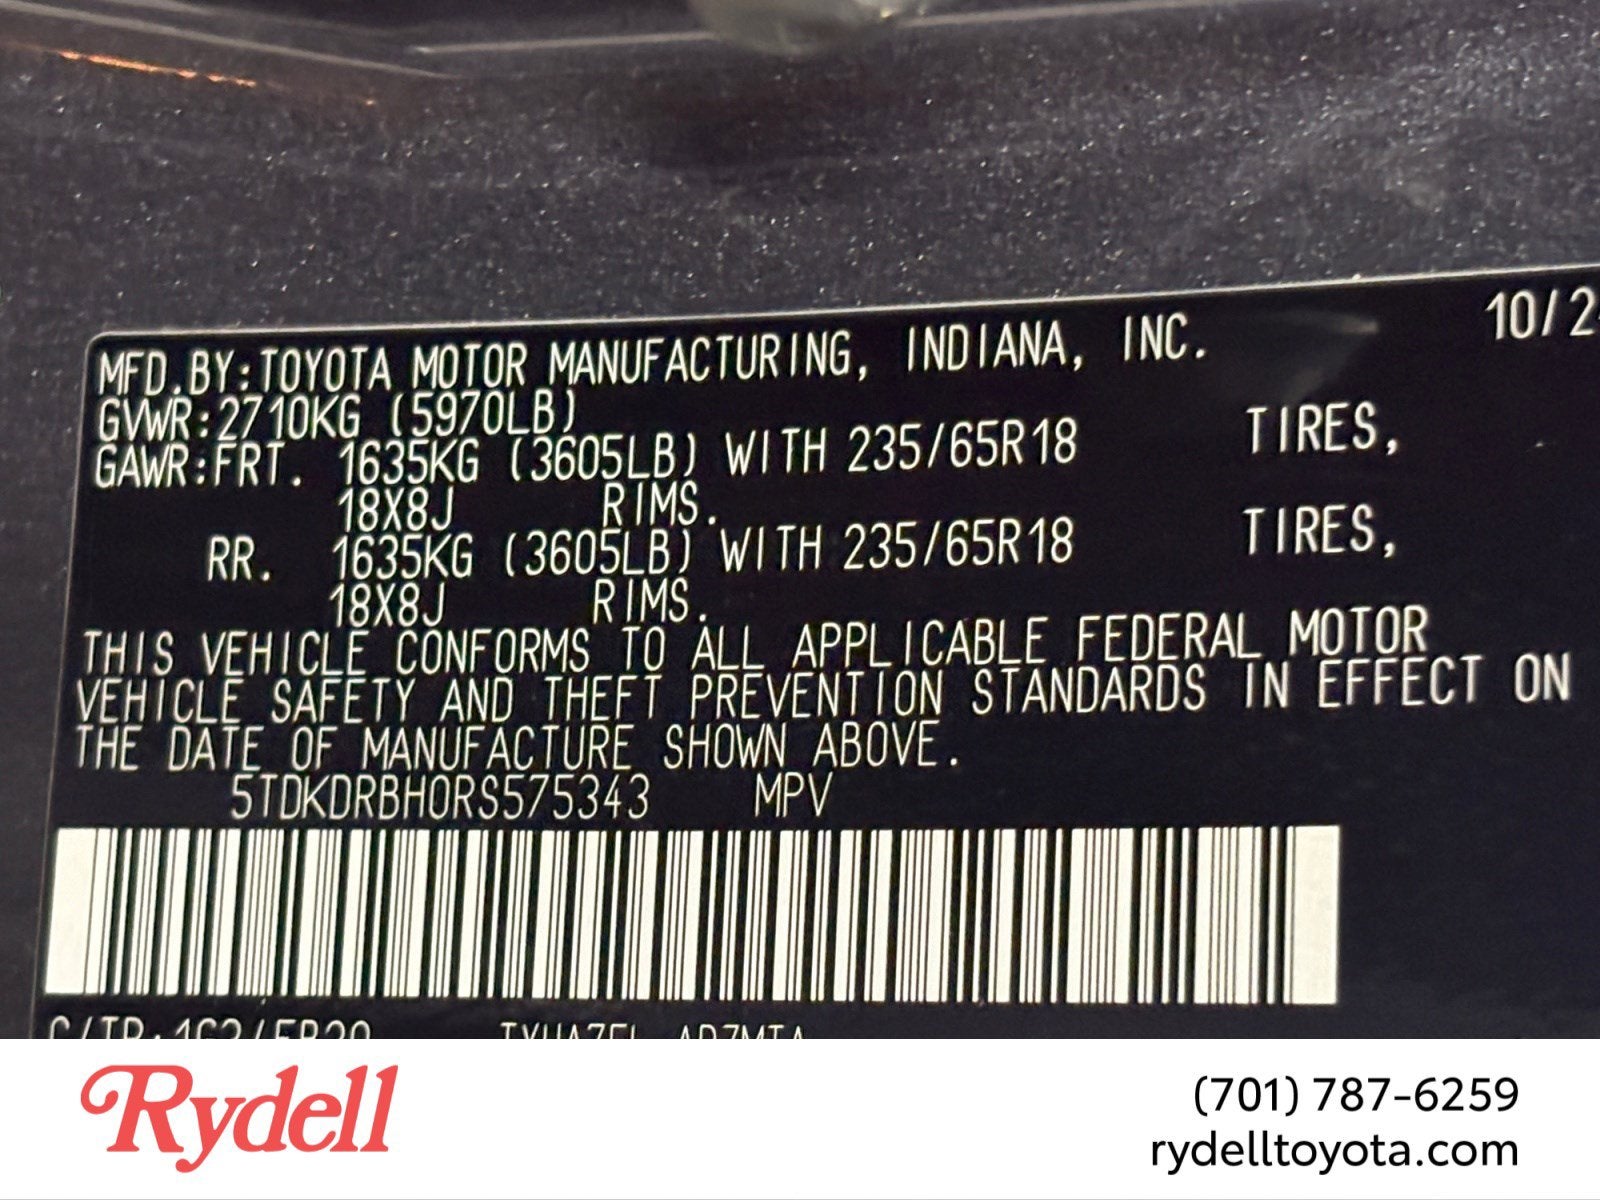 10/2
MFD.BY:TOYOTA MOTOR MANUFACTURING, INDIANA, INC.
GVWR:2710KG (5970LB)
GAWR:FRT. 1635KG (3605LB) WITH 235/65R18 TIRES,
18X8J RIMS.
RR. 1635KG (3605LB) WITH 235/65R18 TIRES,
18X8J RIMS.
THIS VEHICLE CONFORMS TO ALL APPLICABLE FEDERAL MOTOR
VEHICLE SAFETY AND THEFT PREVENTION STANDARDS IN EFFECT ON
THE DATE OF MANUFACTURE SHOWN ABOVE.
5TDKDRBH0RS575343 MPV
Rydell
(701) 787-6259
rydelltoyota.com